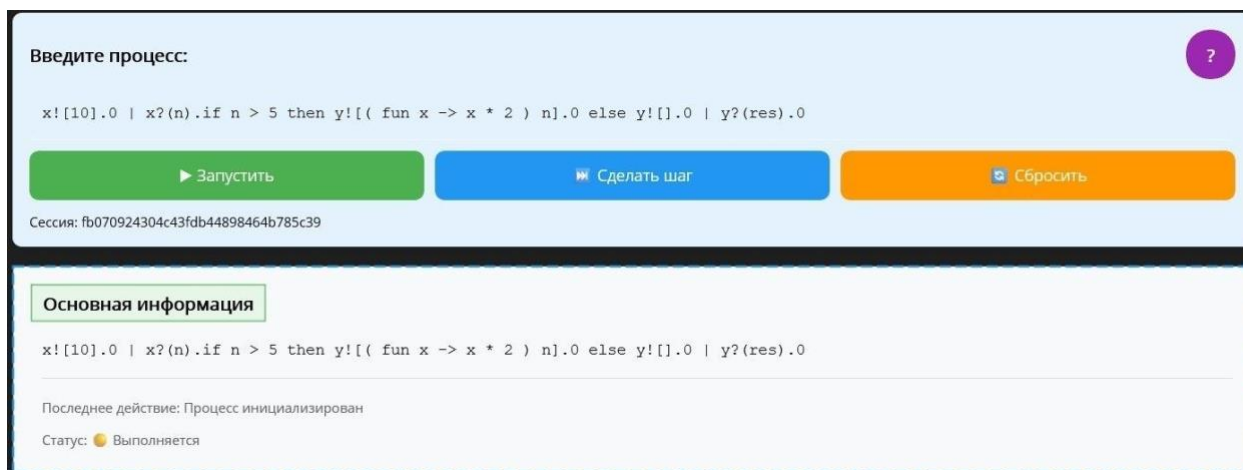 Введите процесс:
?
x![10].0 | x?(n).if n > 5 then y![( fun x -> x * 2 ) n].0 else y![].0 | y?(res).0
▶ Запустить
⏭ Сделать шаг
🔄 Сбросить
Сессия: fb070924304c43fdb44898464b785c39
Основная информация
x![10].0 | x?(n).if n > 5 then y![( fun x -> x * 2 ) n].0 else y![].0 | y?(res).0
Последнее действие: Процесс инициализирован
Статус: 🟡 Выполняется